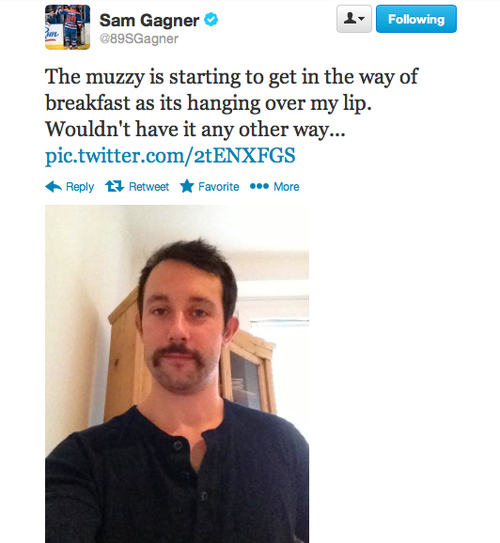 Sam Gagner
@89SGagner
Following
The muzzy is starting to get in the way of
breakfast as its hanging over my lip.
Wouldn't have it any other way...
pic.twitter.com/2tENXFGS
Reply Retweet Favorite More